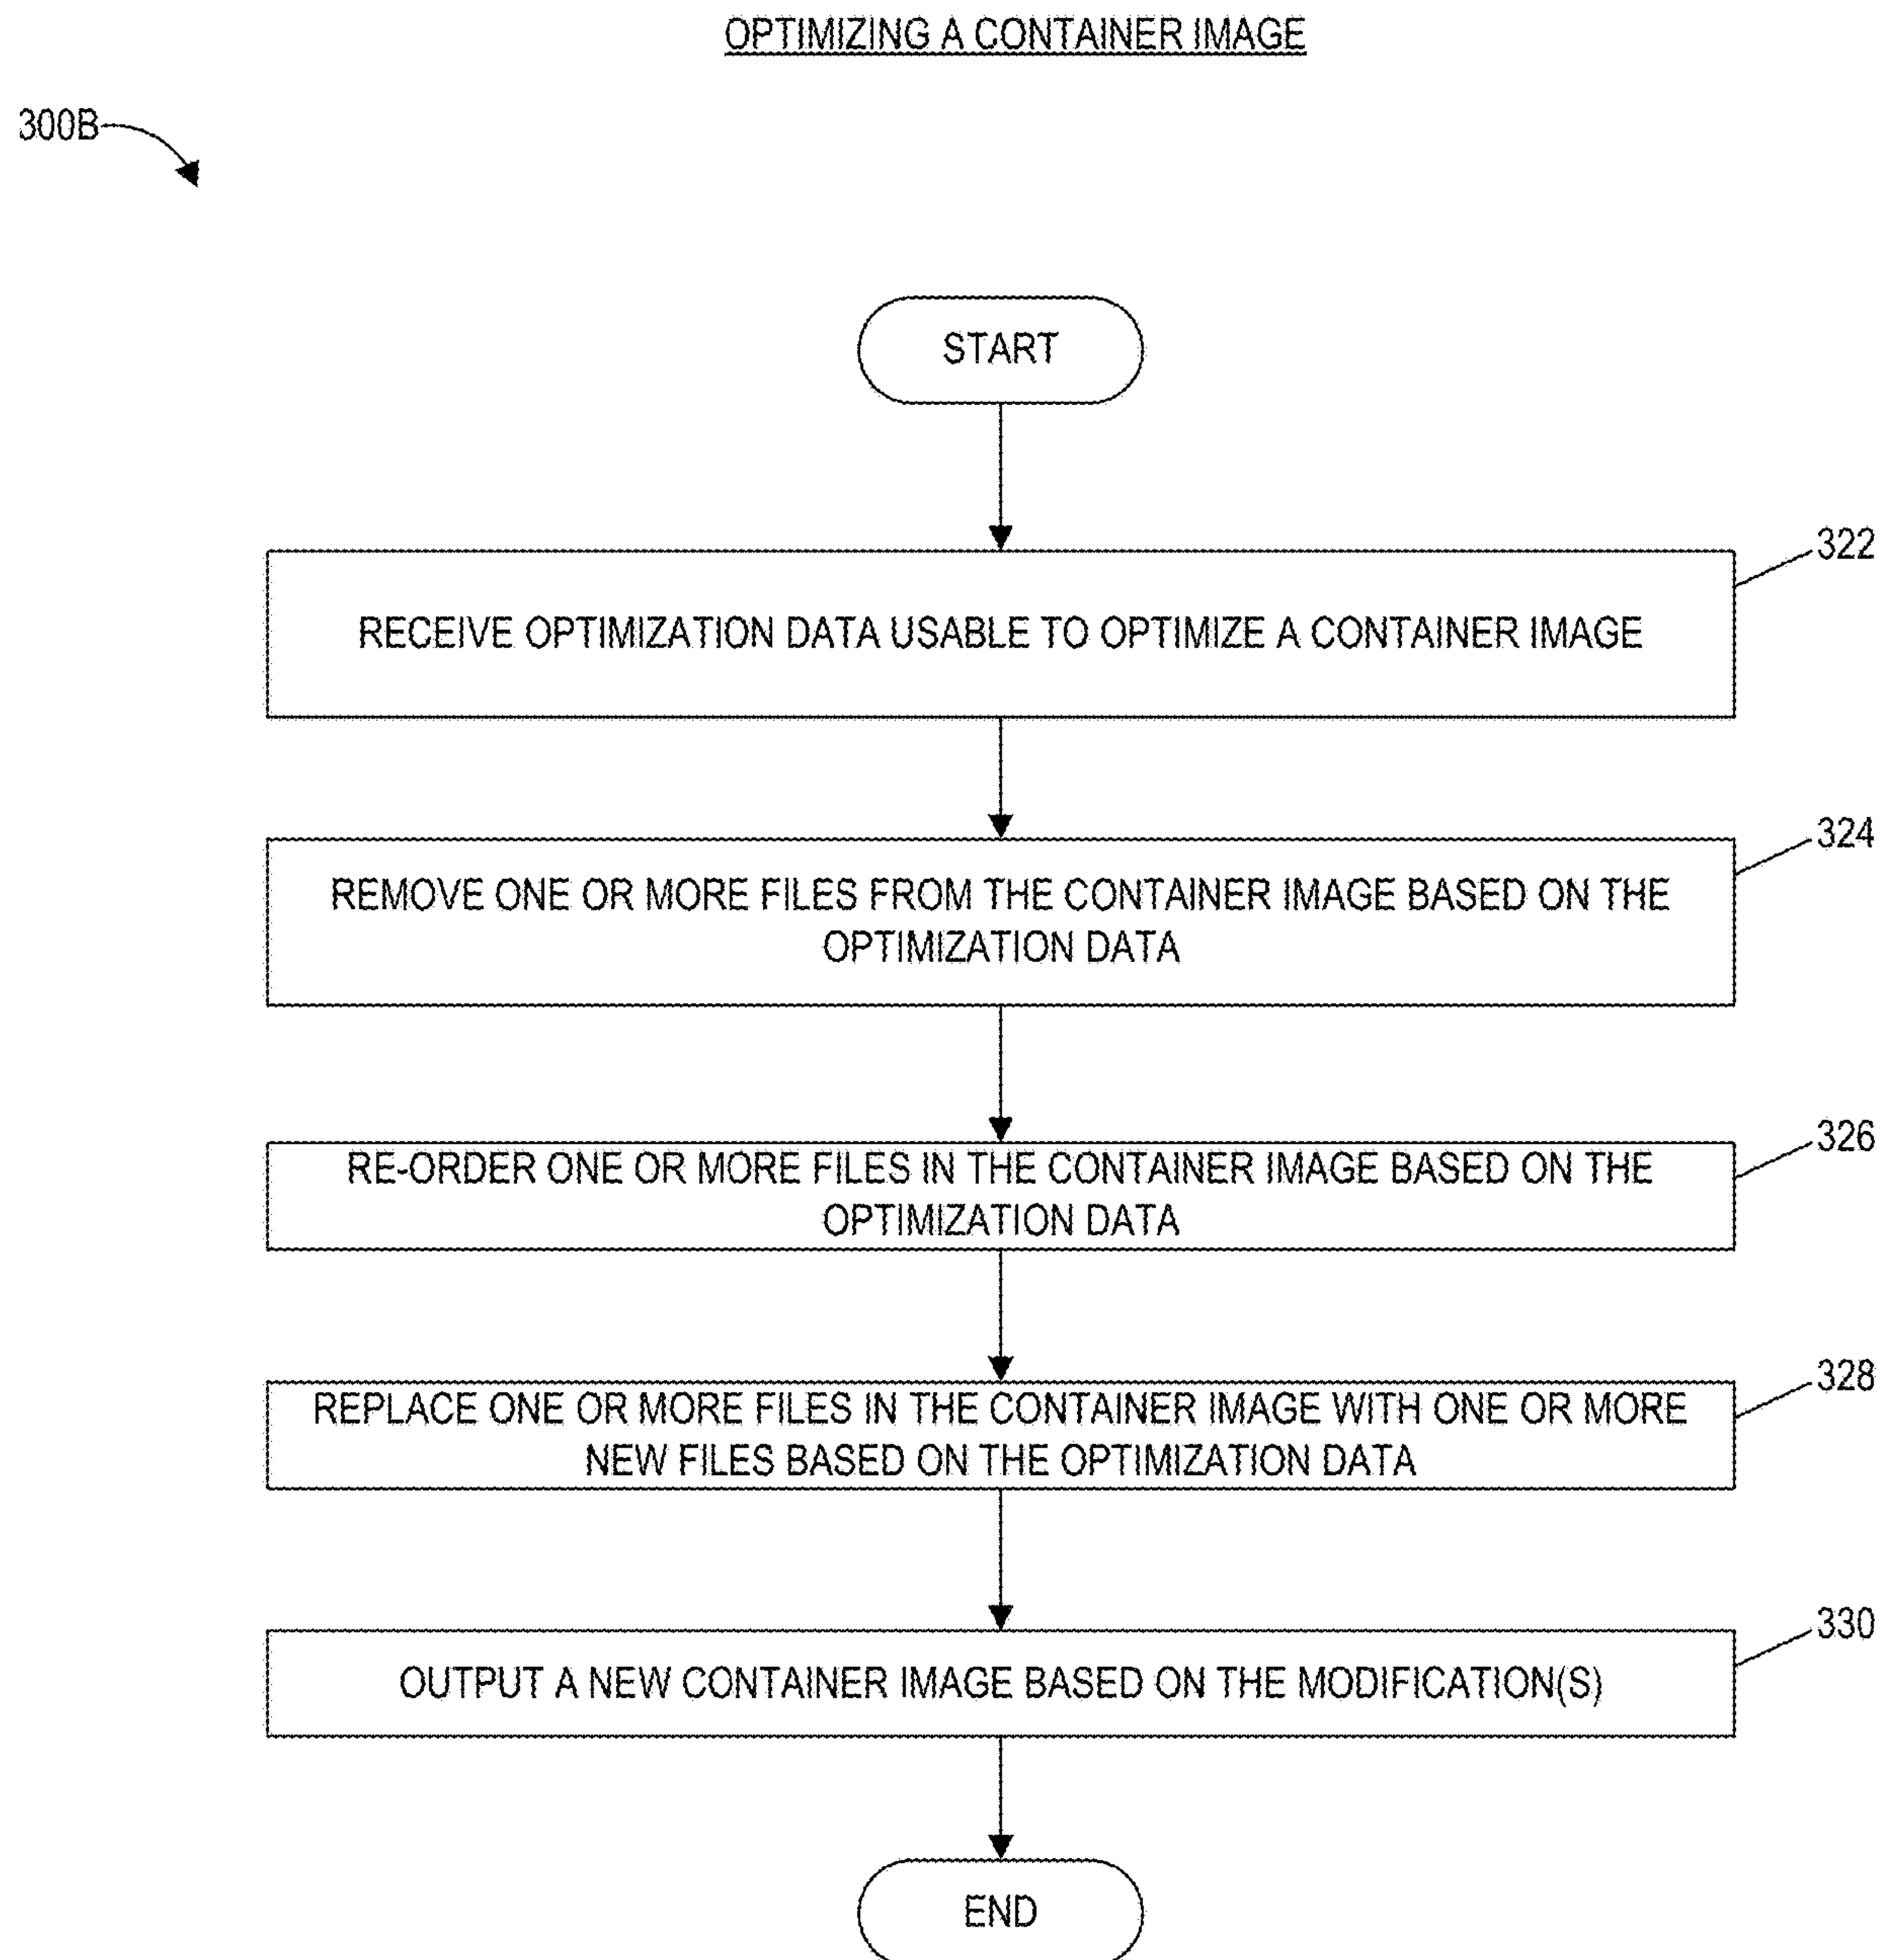 OPTIMIZING A CONTAINER IMAGE
300B
START
322
RECEIVE OPTIMIZATION DATA USABLE TO OPTIMIZE A CONTAINER IMAGE
324
REMOVE ONE OR MORE FILES FROM THE CONTAINER IMAGE BASED ON THE
OPTIMIZATION DATA
326
RE-ORDER ONE OR MORE FILES IN THE CONTAINER IMAGE BASED ON THE
OPTIMIZATION DATA
328
REPLACE ONE OR MORE FILES IN THE CONTAINER IMAGE WITH ONE OR MORE
NEW FILES BASED ON THE OPTIMIZATION DATA
330
OUTPUT A NEW CONTAINER IMAGE BASED ON THE MODIFICATION(S)
END